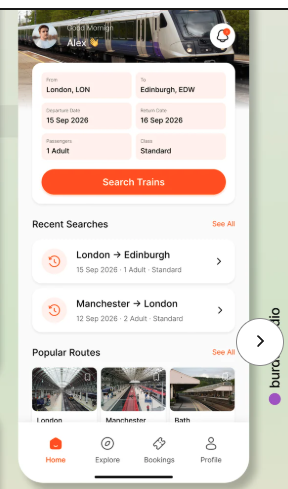 Good Mornign
Alex 👋
From
London, LON
To
Edinburgh, EDW
Departure Date
15 Sep 2026
Return Date
16 Sep 2026
Passengers
1 Adult
Class
Standard
Search Trains
Recent Searches
See All
London → Edinburgh
15 Sep 2026 · 1 Adult · Standard
Manchester → London
12 Sep 2026 · 2 Adult · Standard
Popular Routes
See All
London
Manchester
Bath
Home
Explore
Bookings
Profile